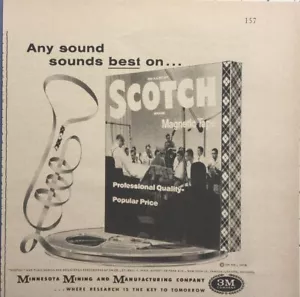 157
Any sound
sounds best on...
SCOTCH
Magnetic Tape
Professional Quality-
Popular Price
MINNESOTA MINING AND MANUFACTURING COMPANY
3M
...WHERE RESEARCH IS THE KEY TO TOMORROW